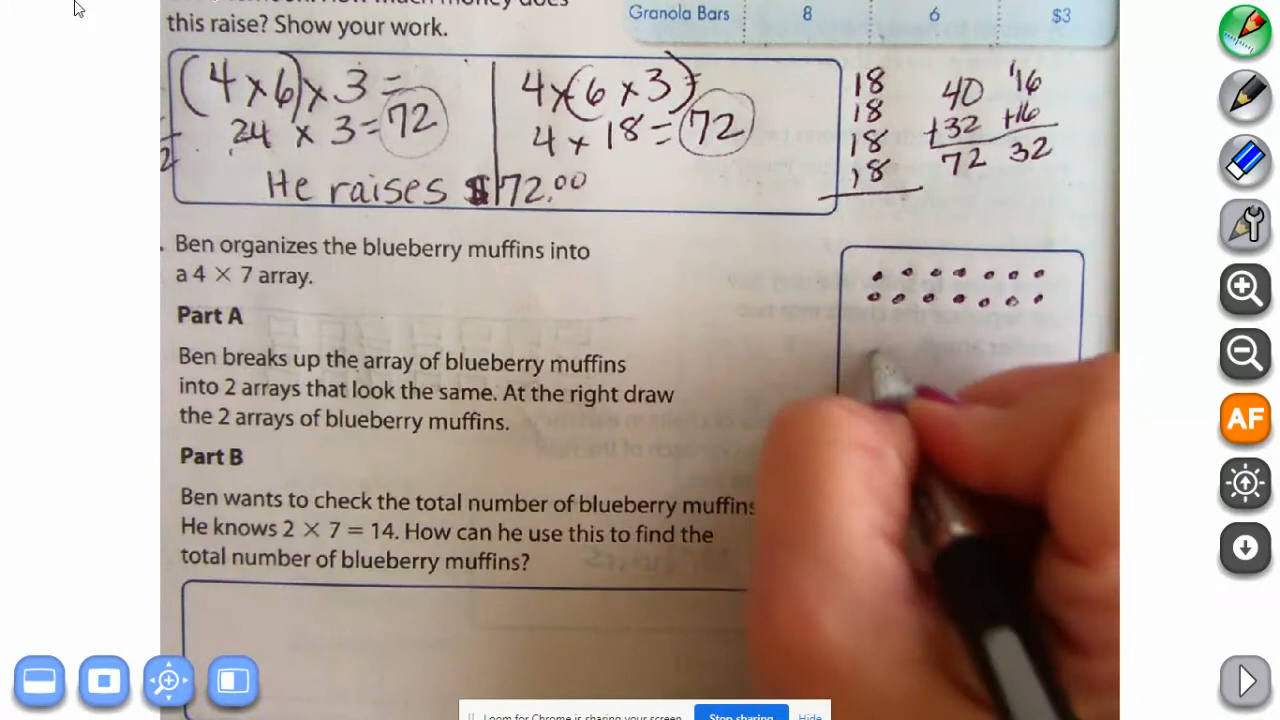 Granola Bars 8 6 $3
this raise? Show your work.
(4 × 6) × 3 =
24 × 3 = 72
4 × (6 × 3) =
4 × 18 = 72
He raises $72.00
18
18
18
18
40
+32
72
16
+16
32
Ben organizes the blueberry muffins into
a 4 × 7 array.
Part A
Ben breaks up the array of blueberry muffins
into 2 arrays that look the same. At the right draw
the 2 arrays of blueberry muffins.
Part B
Ben wants to check the total number of blueberry muffins
He knows 2 × 7 = 14. How can he use this to find the
total number of blueberry muffins?
AF
Loom for Chrome is sharing your screen.
Stop sharing
Hide